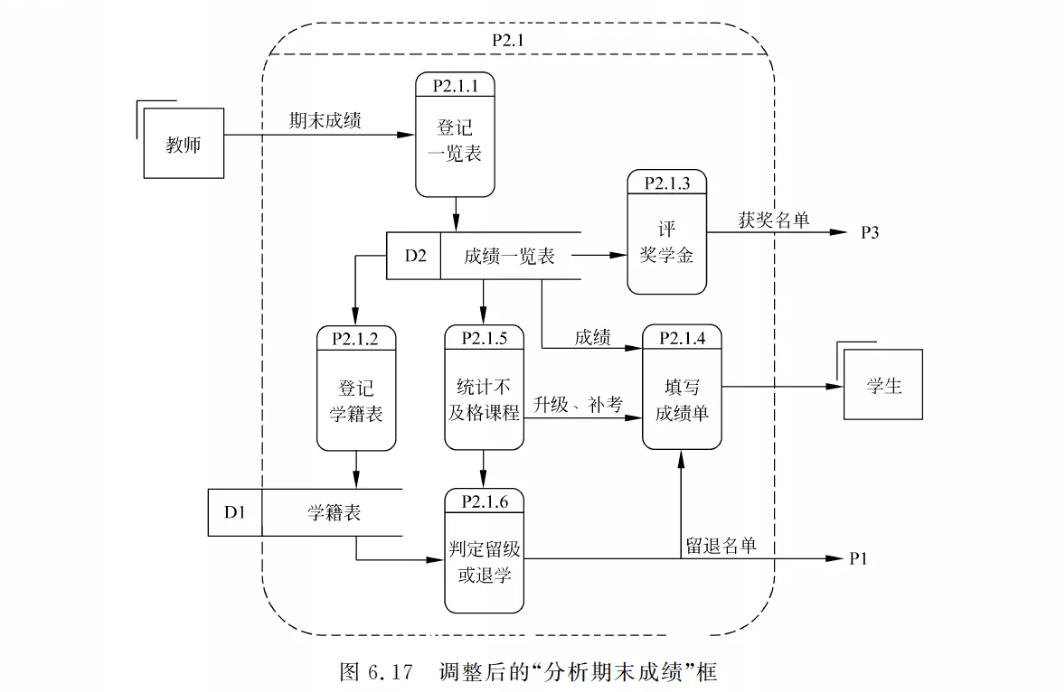 P2.1
P2.1.1
登记
一览表
教师
期末成绩
P2.1.3
评
奖学金
获奖名单
P3
D2
成绩一览表
P2.1.2
登记
学籍表
P2.1.5
统计不
及格课程
成绩
升级、补考
P2.1.4
填写
成绩单
学生
D1
学籍表
P2.1.6
判定留级
或退学
留退名单
P1
图 6.17 调整后的“分析期末成绩”框